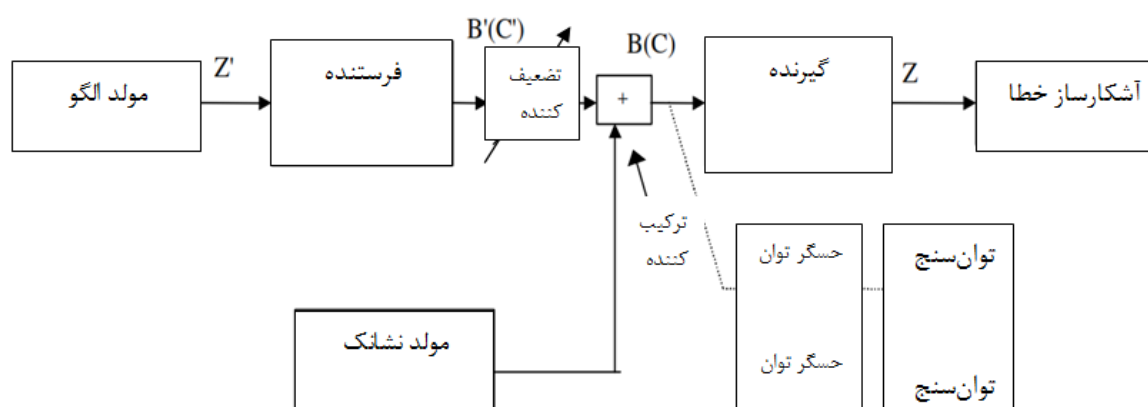 B'(C')
B(C)
Z'
Z
مولد الگو
فرستنده
تضعیف
کننده
+
گیرنده
آشکارساز خطا
ترکیب
کننده
حسگر توان
توان‌سنج
مولد نشانک
حسگر توان
توان‌سنج